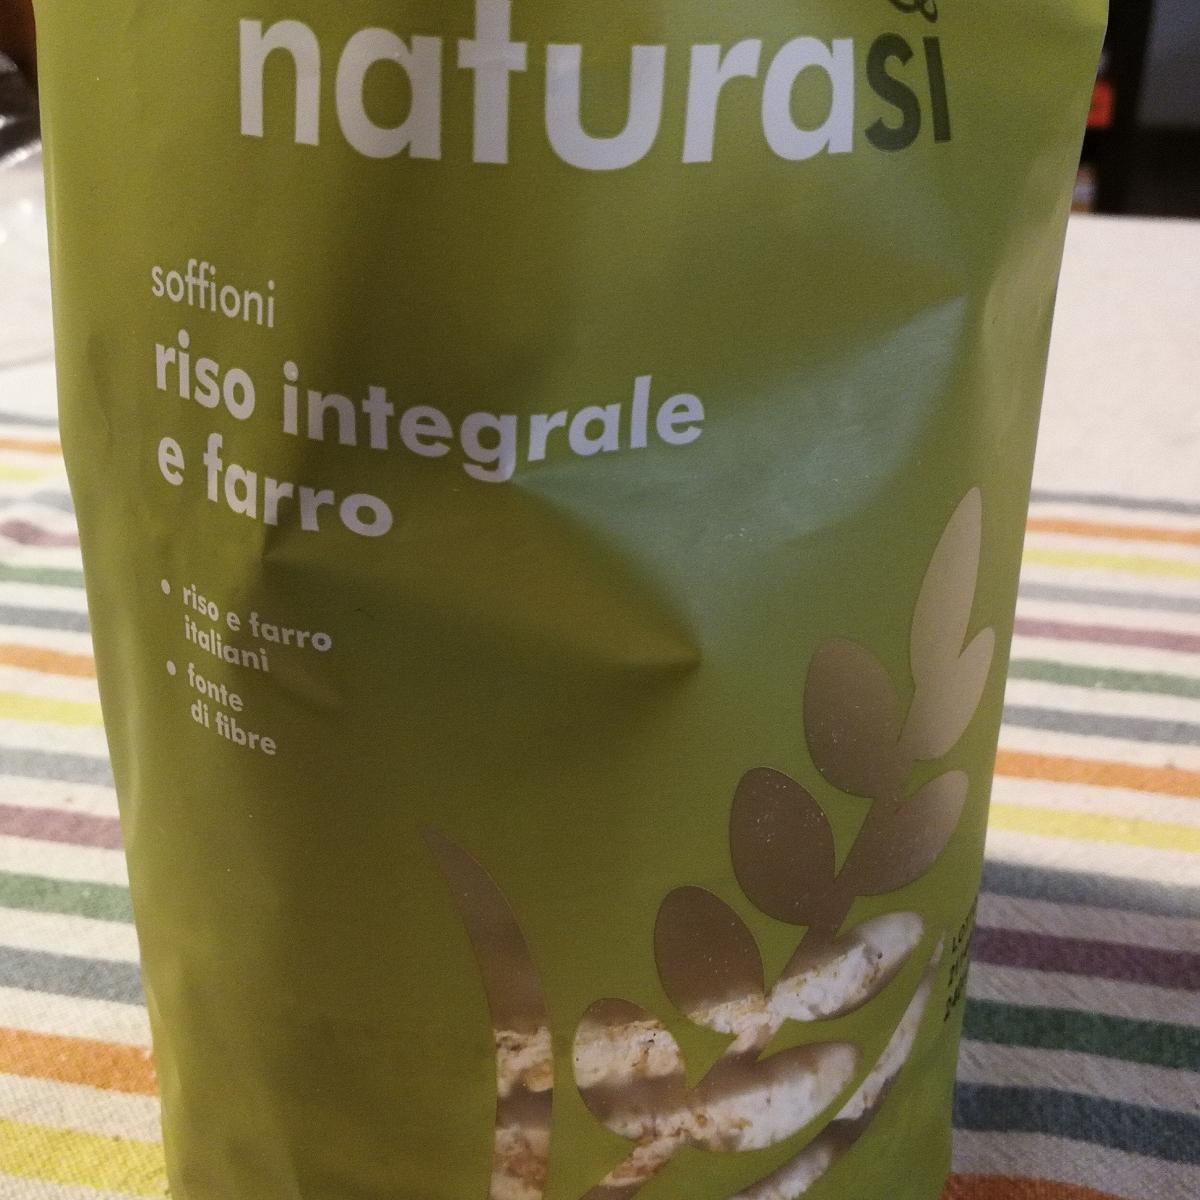 naturasì
soffioni
riso integrale
e farro
• riso e farro
italiani
• fonte
di fibre